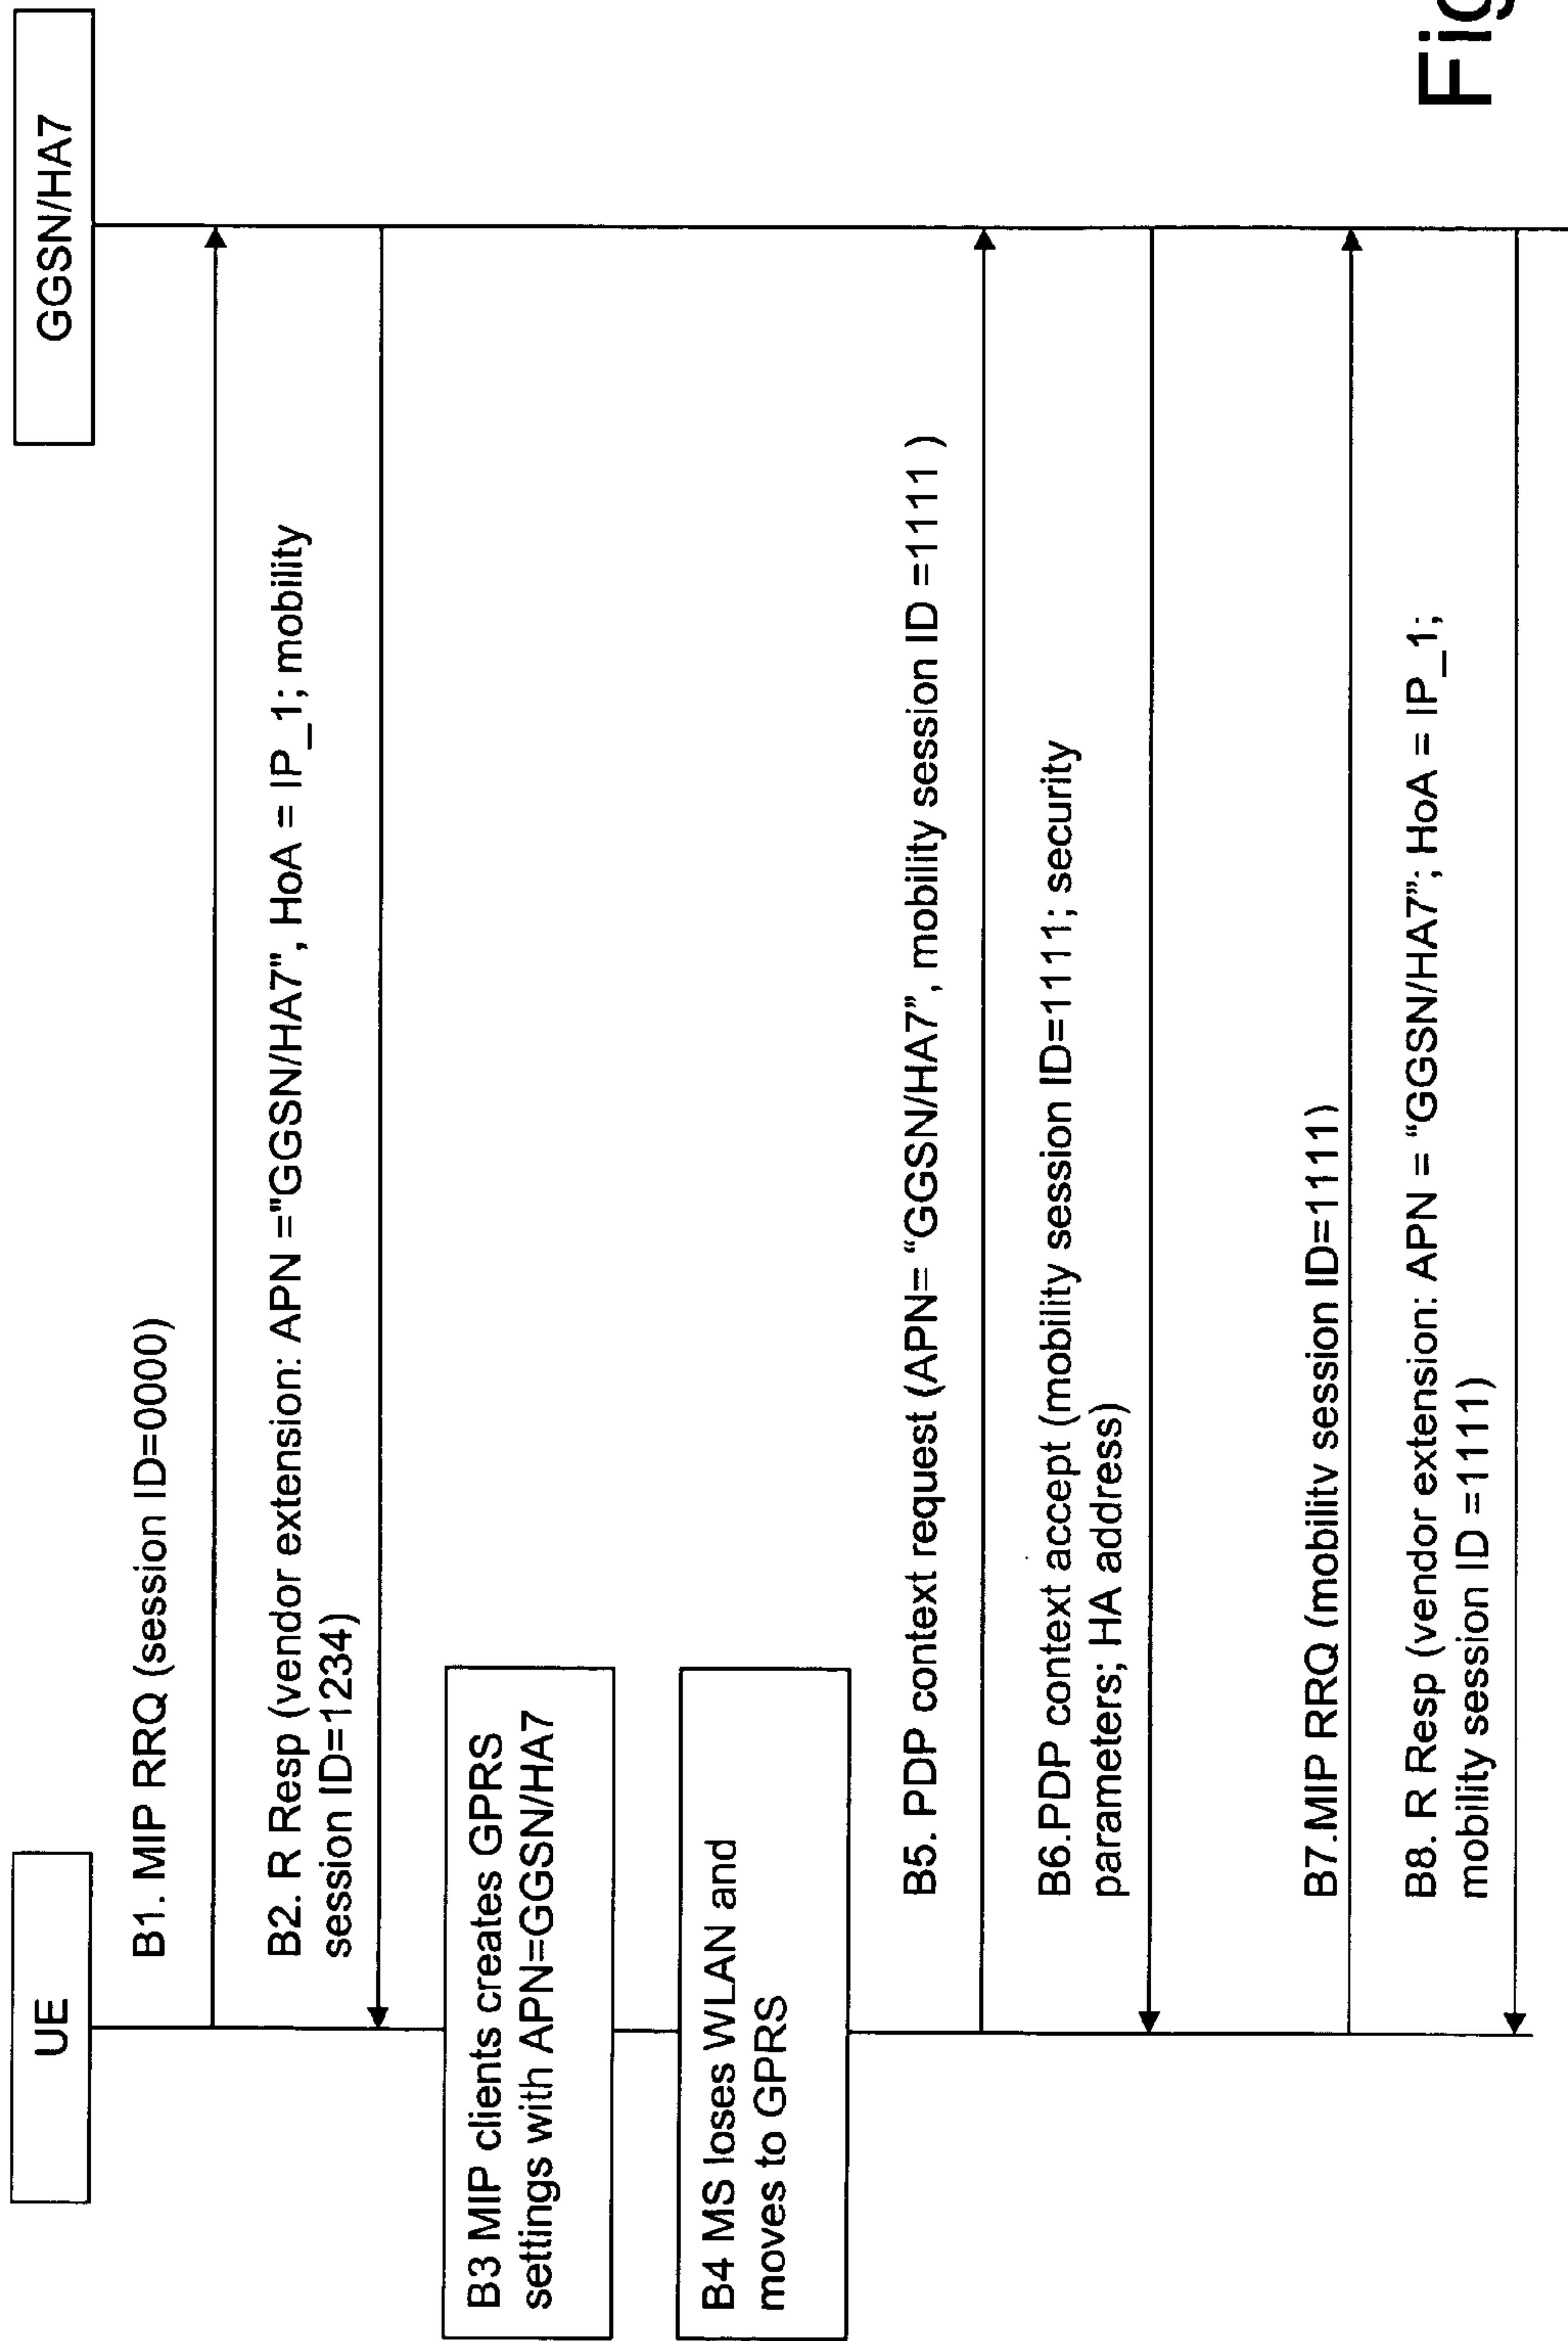 UE
GGSN/HA7
B1. MIP RRQ (session ID=0000)
B2. R Resp (vendor extension: APN ="GGSN/HA7", HoA = IP_1; mobility
session ID=1234)
B3 MIP clients creates GPRS
settings with APN=GGSN/HA7
B4 MS loses WLAN and
moves to GPRS
B5. PDP context request (APN= “GGSN/HA7”, mobility session ID =1111 )
B6.PDP context accept (mobility session ID=1111; security
parameters; HA address)
B7.MIP RRQ (mobility session ID=1111)
B8. R Resp (vendor extension: APN = “GGSN/HA7”; HoA = IP_1;
mobility session ID =1111)
Fig